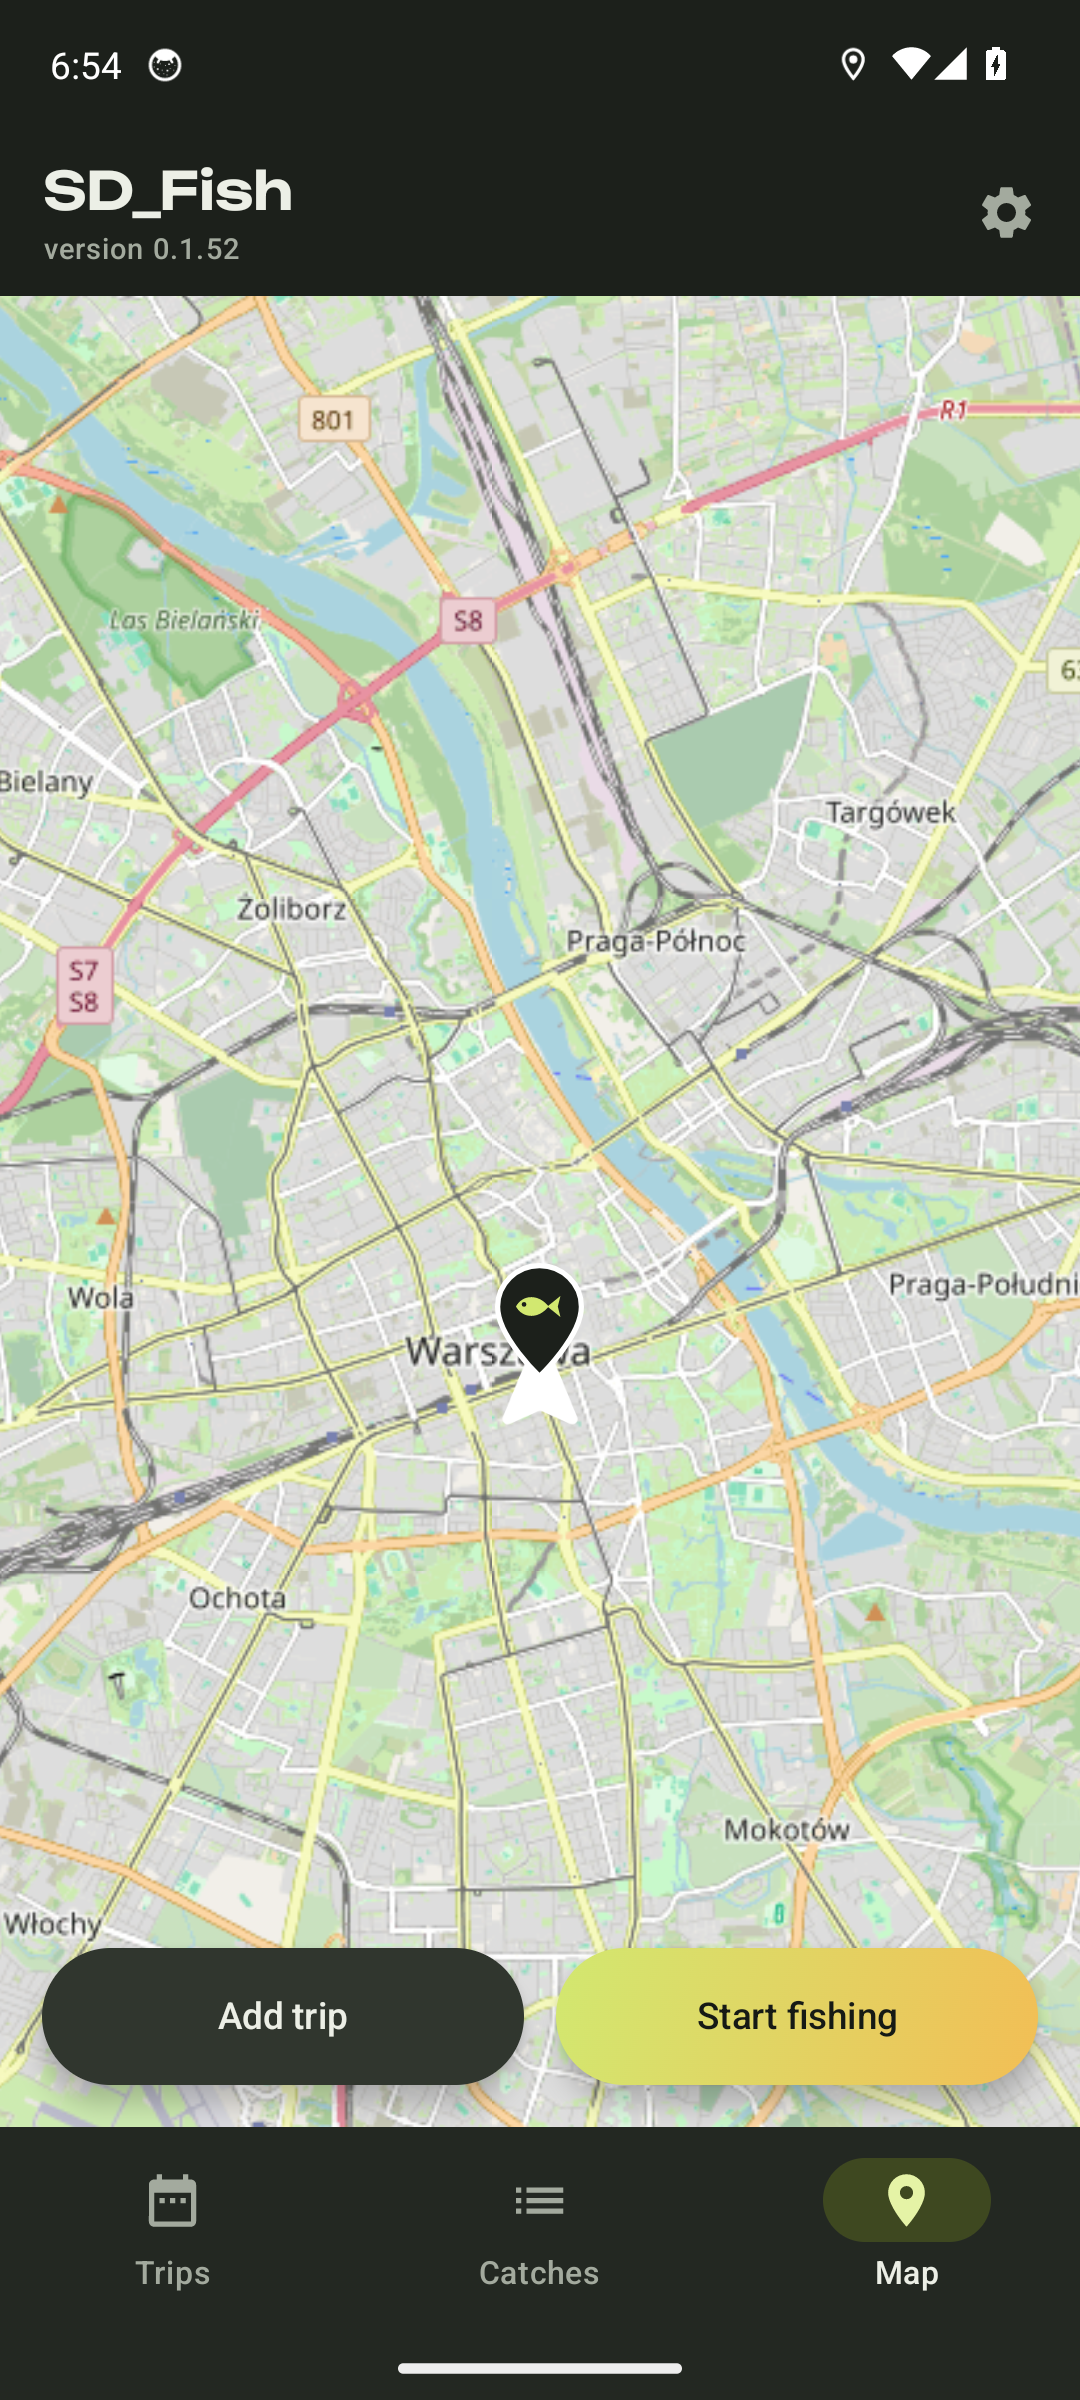 6:54
SD_Fish
version 0.1.52
801
R1
Las Bielański
S8
Bielany
Targówek
Żoliborz
Praga-Północ
S7
S8
Wola
Praga-Południ
Ochota
Mokotów
Włochy
Add trip
Start fishing
Trips
Catches
Map